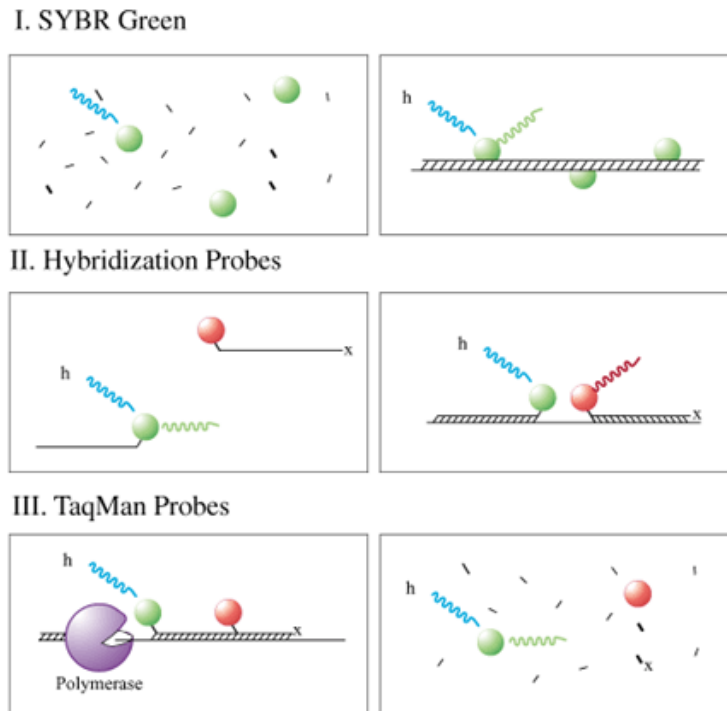 I. SYBR Green
h
II. Hybridization Probes
x
h
h
x
III. TaqMan Probes
h
x
Polymerase
h
x